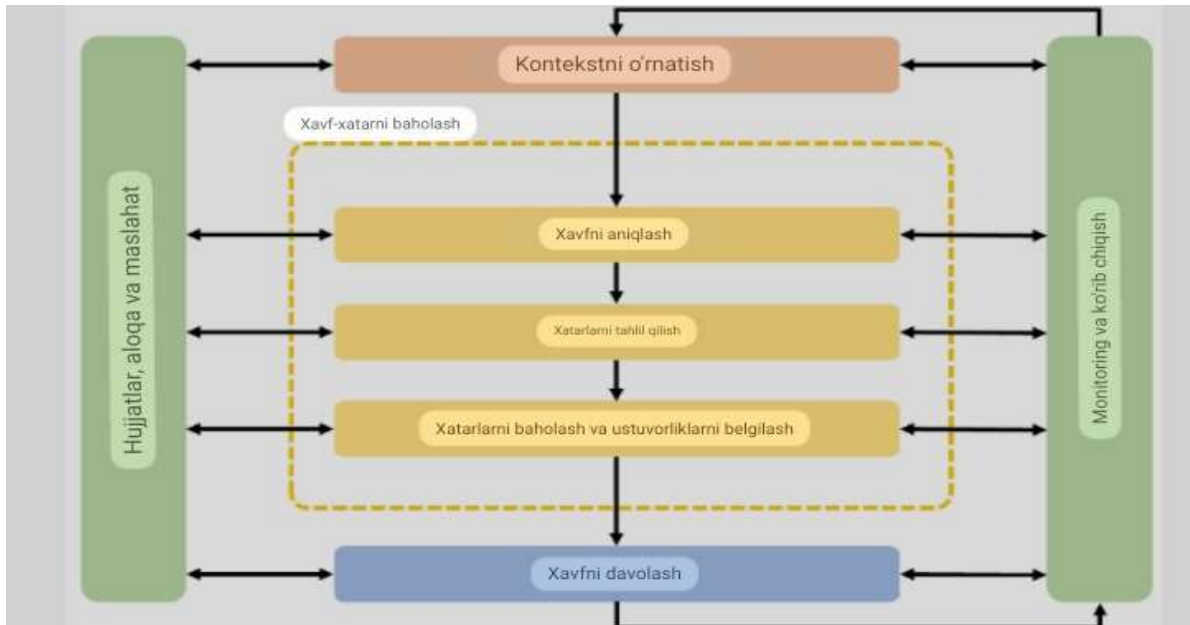 Kontekstni o'rnatish
Xavf-xatarni baholash
Xavfni aniqlash
Xatarlarni tahlil qilish
Xatarlarni baholash va ustuvorliklarni belgilash
Xavfni davolash
Hujjatlar, aloqa va maslahat
Monitoring va ko'rib chiqish